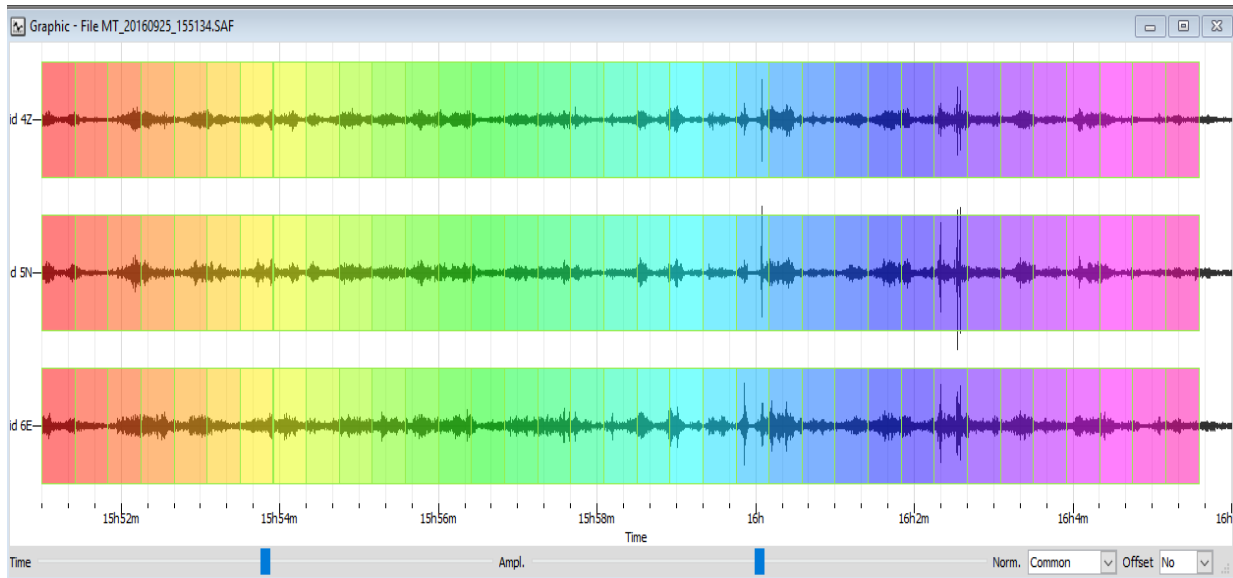 Graphic - File MT_20160925_155134.SAF
id 4Z
d 5N
id 6E
15h52m 15h54m 15h56m 15h58m 16h 16h2m 16h4m 16h
Time
Time Ampl. Norm. Common Offset No